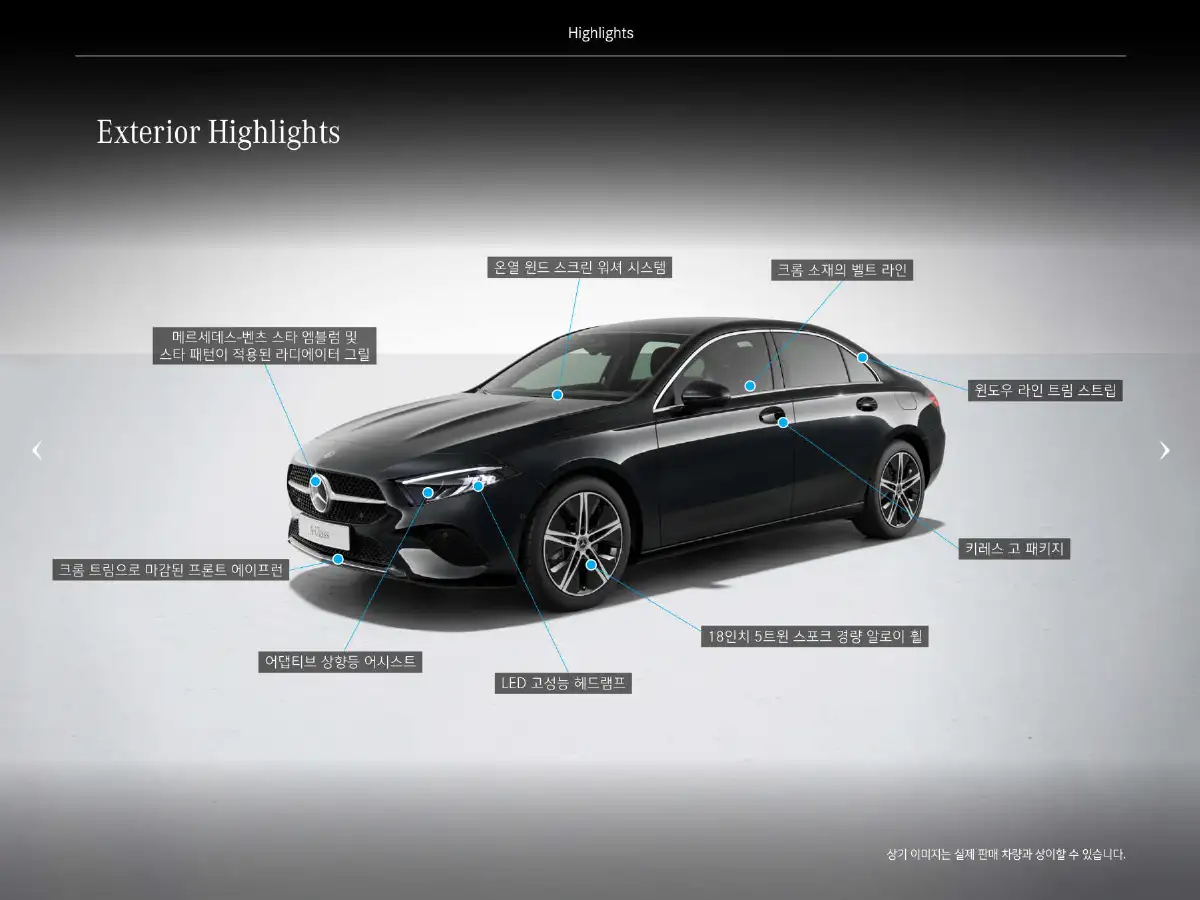 Highlights
Exterior Highlights
온열 윈드 스크린 워셔 시스템
크롬 소재의 벨트 라인
메르세데스-벤츠 스타 엠블럼 및
스타 패턴이 적용된 라디에이터 그릴
윈도우 라인 트림 스트립
키레스 고 패키지
크롬 트림으로 마감된 프론트 에이프런
18인치 5트윈 스포크 경량 알로이 휠
어댑티브 상향등 어시스트
LED 고성능 헤드램프
상기 이미지는 실제 판매 차량과 상이할 수 있습니다.